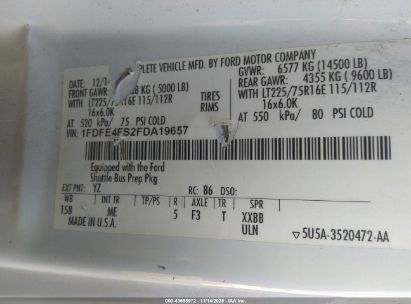 PLETE VEHICLE MFD. BY FORD MOTOR COMPANY
DATE: 12/1
GVWR: 6577 KG (14500 LB)
FRONT GAWR: KG (5000 LB)
REAR GAWR: 4355 KG (9600 LB)
WITH LT225/75R16E 115/112R TIRES WITH LT225/75R16E 115/112R
16x6.0K RIMS 16x6.0K
AT 520 kPa/ 75 PSI COLD AT 550 kPa/ 80 PSI COLD
VIN: 1FDFE4FS2FDA19657
Equipped with the Ford
Shuttle Bus Prep Pkg
EXT PNT: YZ RC: 86 DSO:
WB INT TR TP/PS R AXLE TR SPR
158 ME 5 F3 T XXBB
MADE IN U.S.A. ULN
▽5U5A-3520472-AA